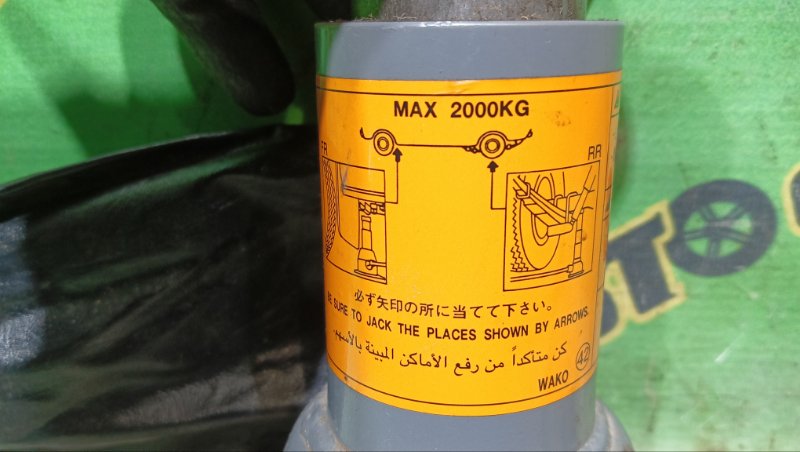 MAX 2000KG
FR
RR
必ず矢印の所に当てて下さい。
BE SURE TO JACK THE PLACES SHOWN BY ARROWS.
كن متأكداً من رفع الأماكن المبينة بالأسهم
WAKO 42